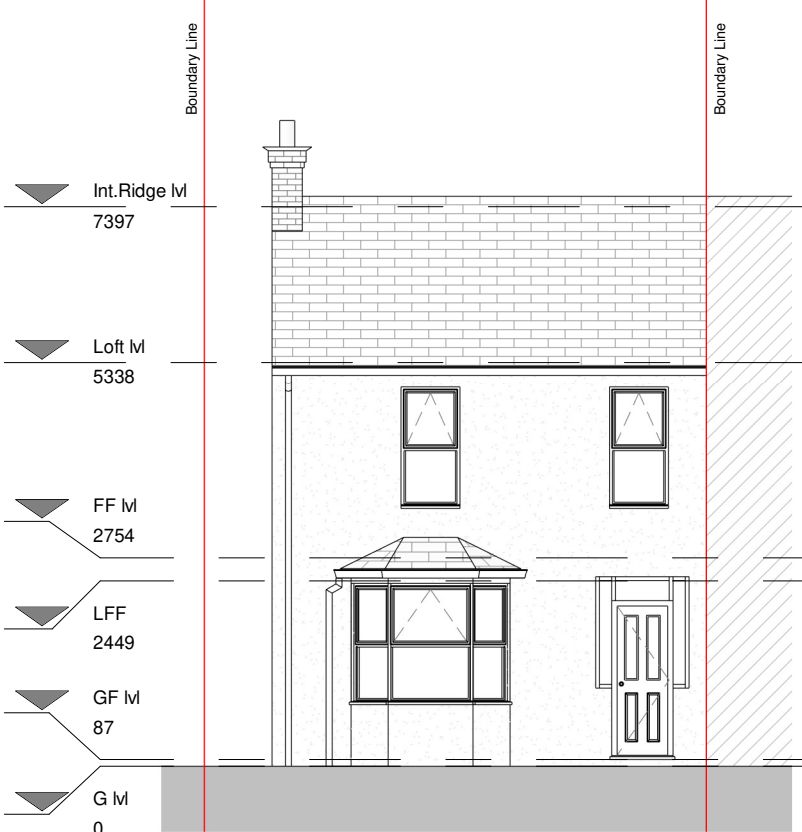 Boundary Line
Boundary Line
Int.Ridge lvl
7397
Loft lvl
5338
FF lvl
2754
LFF
2449
GF lvl
87
G lvl
0